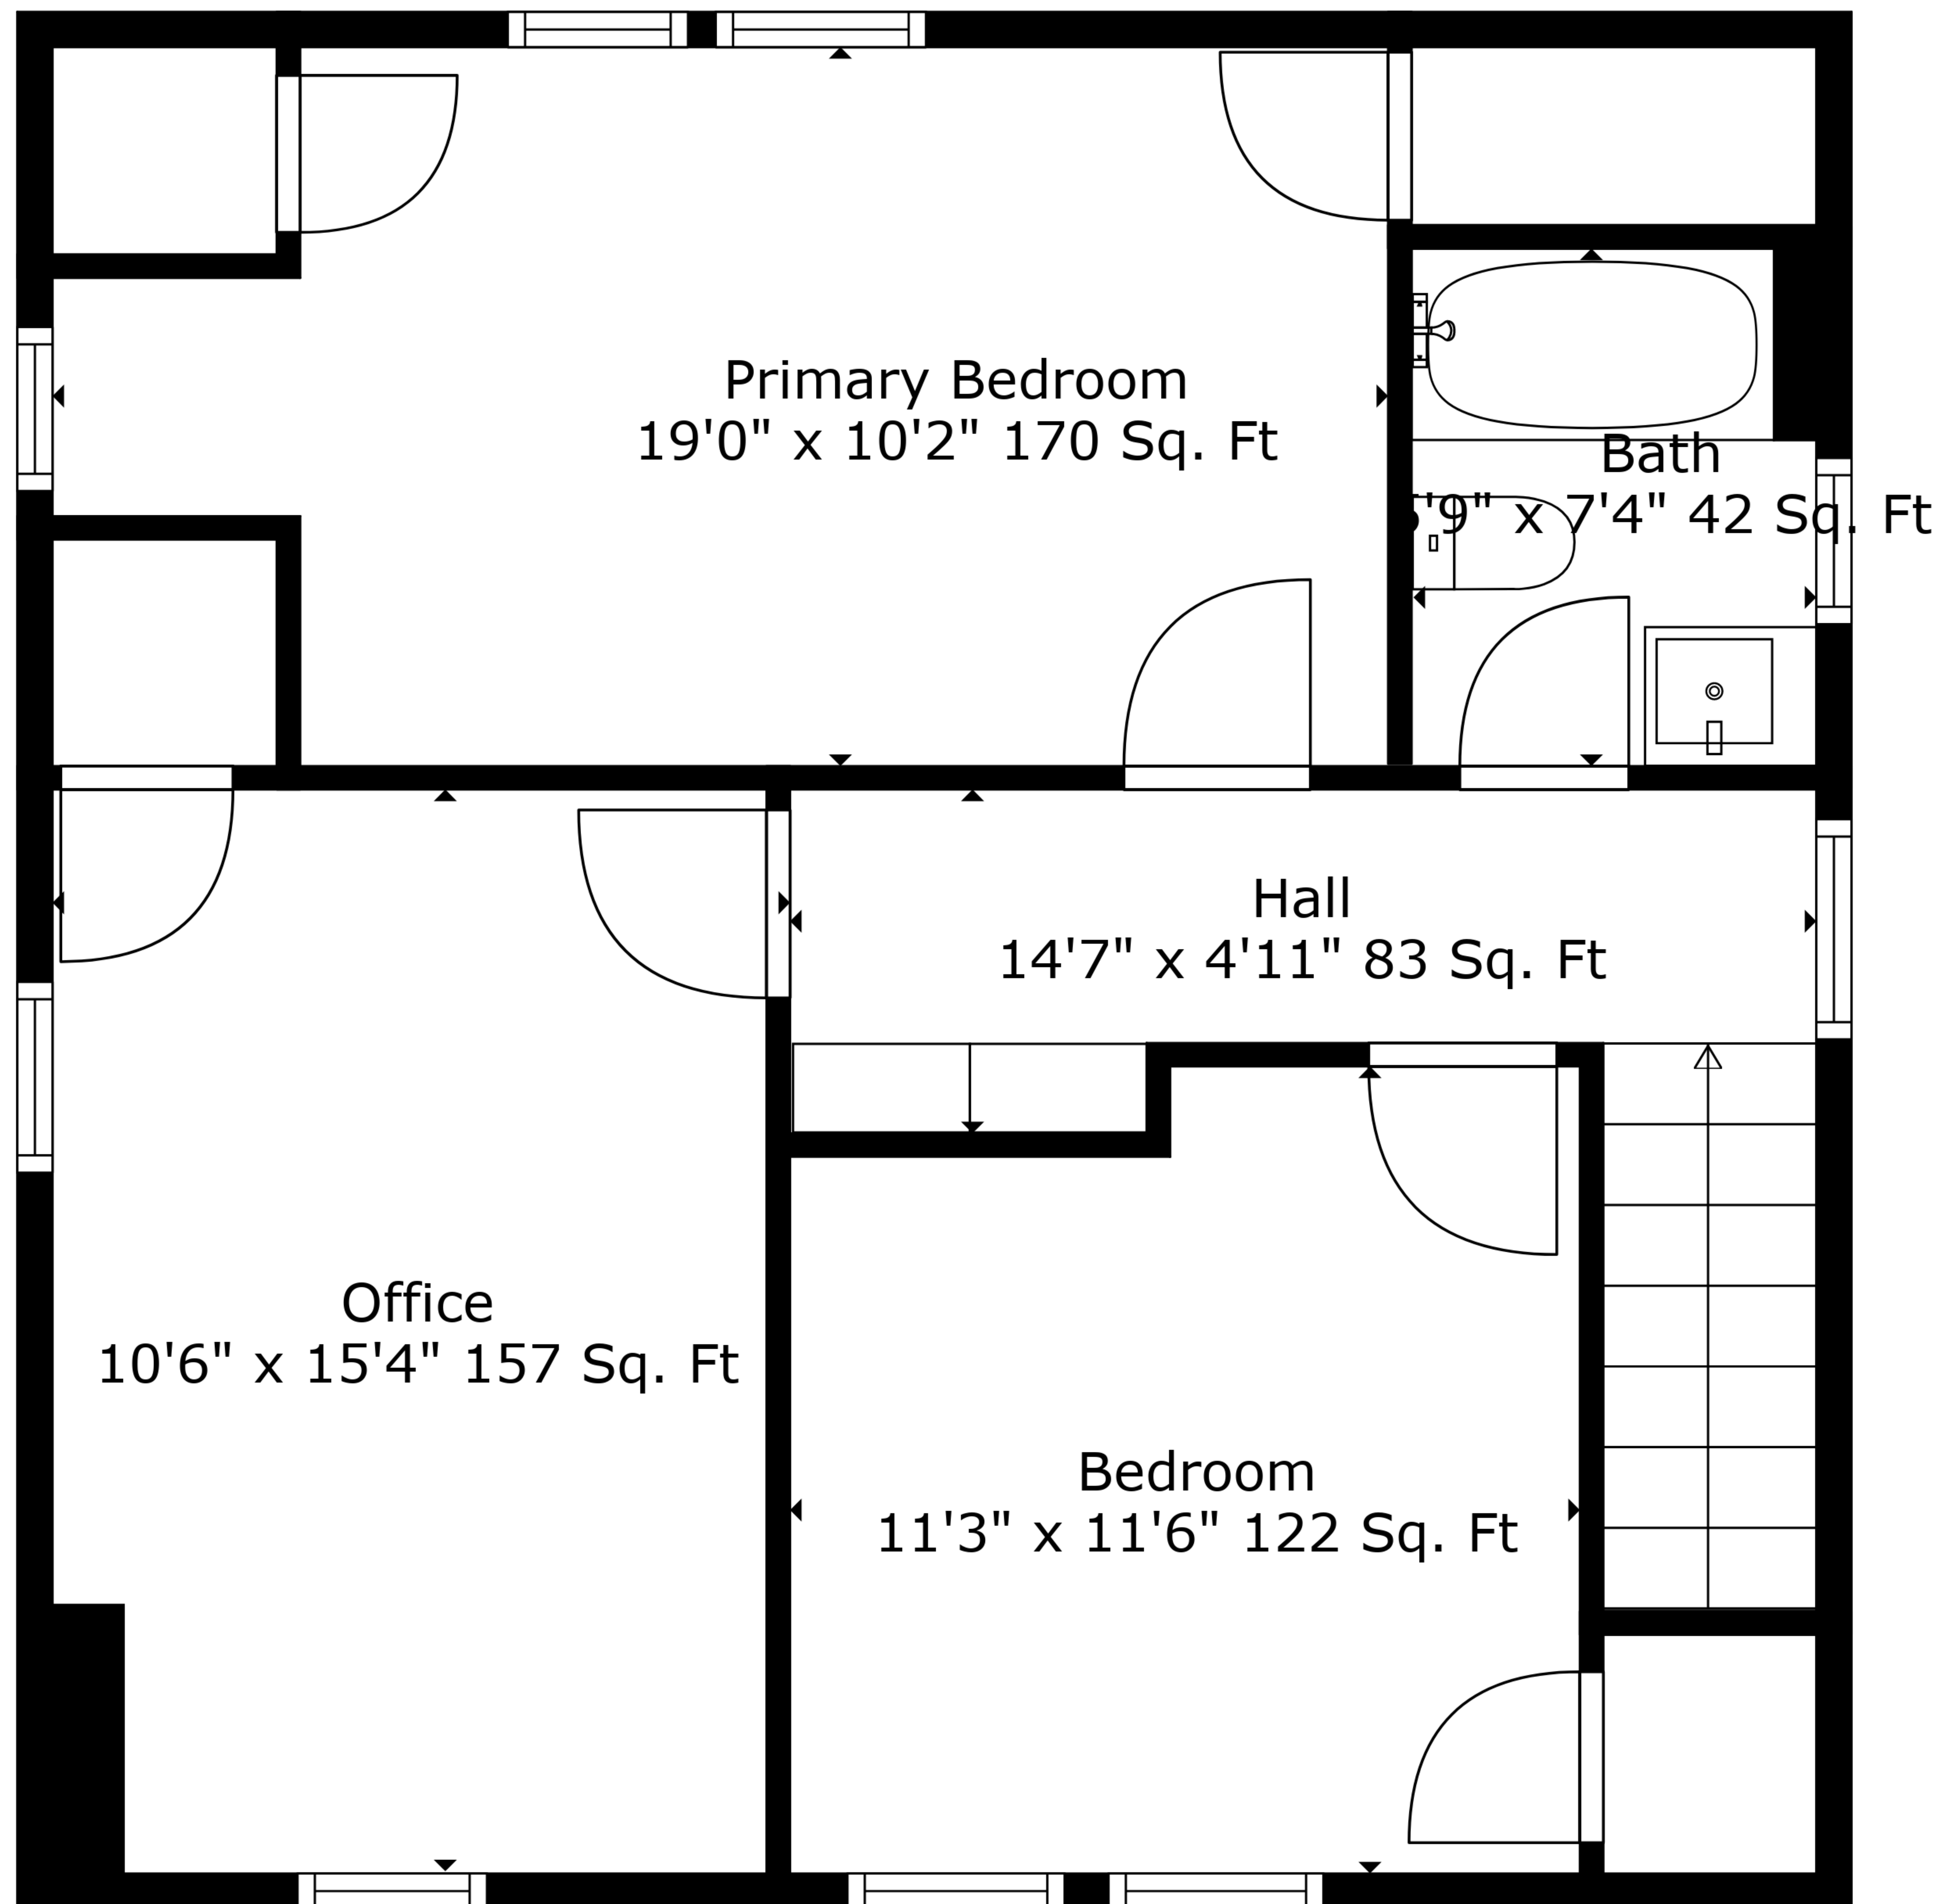 Primary Bedroom
19'0" x 10'2" 170 Sq. Ft
Bath
5'9" x 7'4" 42 Sq. Ft
Hall
14'7" x 4'11" 83 Sq. Ft
Office
10'6" x 15'4" 157 Sq. Ft
Bedroom
11'3" x 11'6" 122 Sq. Ft